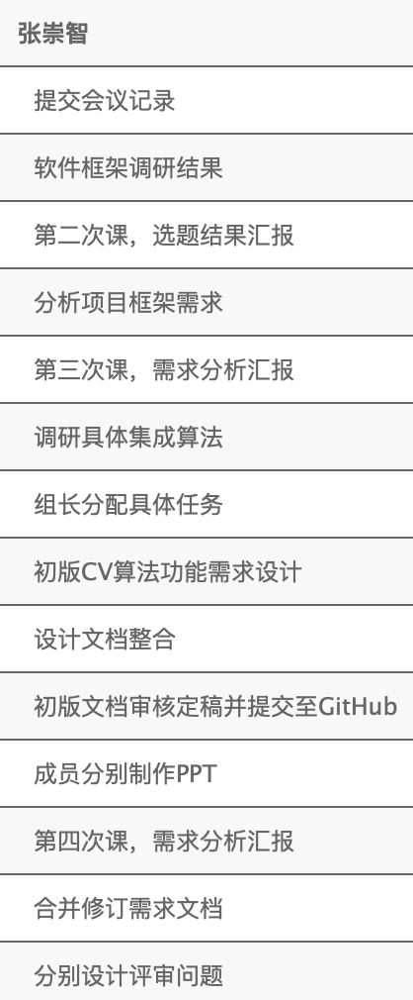 张崇智
提交会议记录
软件框架调研结果
第二次课，选题结果汇报
分析项目框架需求
第三次课，需求分析汇报
调研具体集成算法
组长分配具体任务
初版CV算法功能需求设计
设计文档整合
初版文档审核定稿并提交至GitHub
成员分别制作PPT
第四次课，需求分析汇报
合并修订需求文档
分别设计评审问题